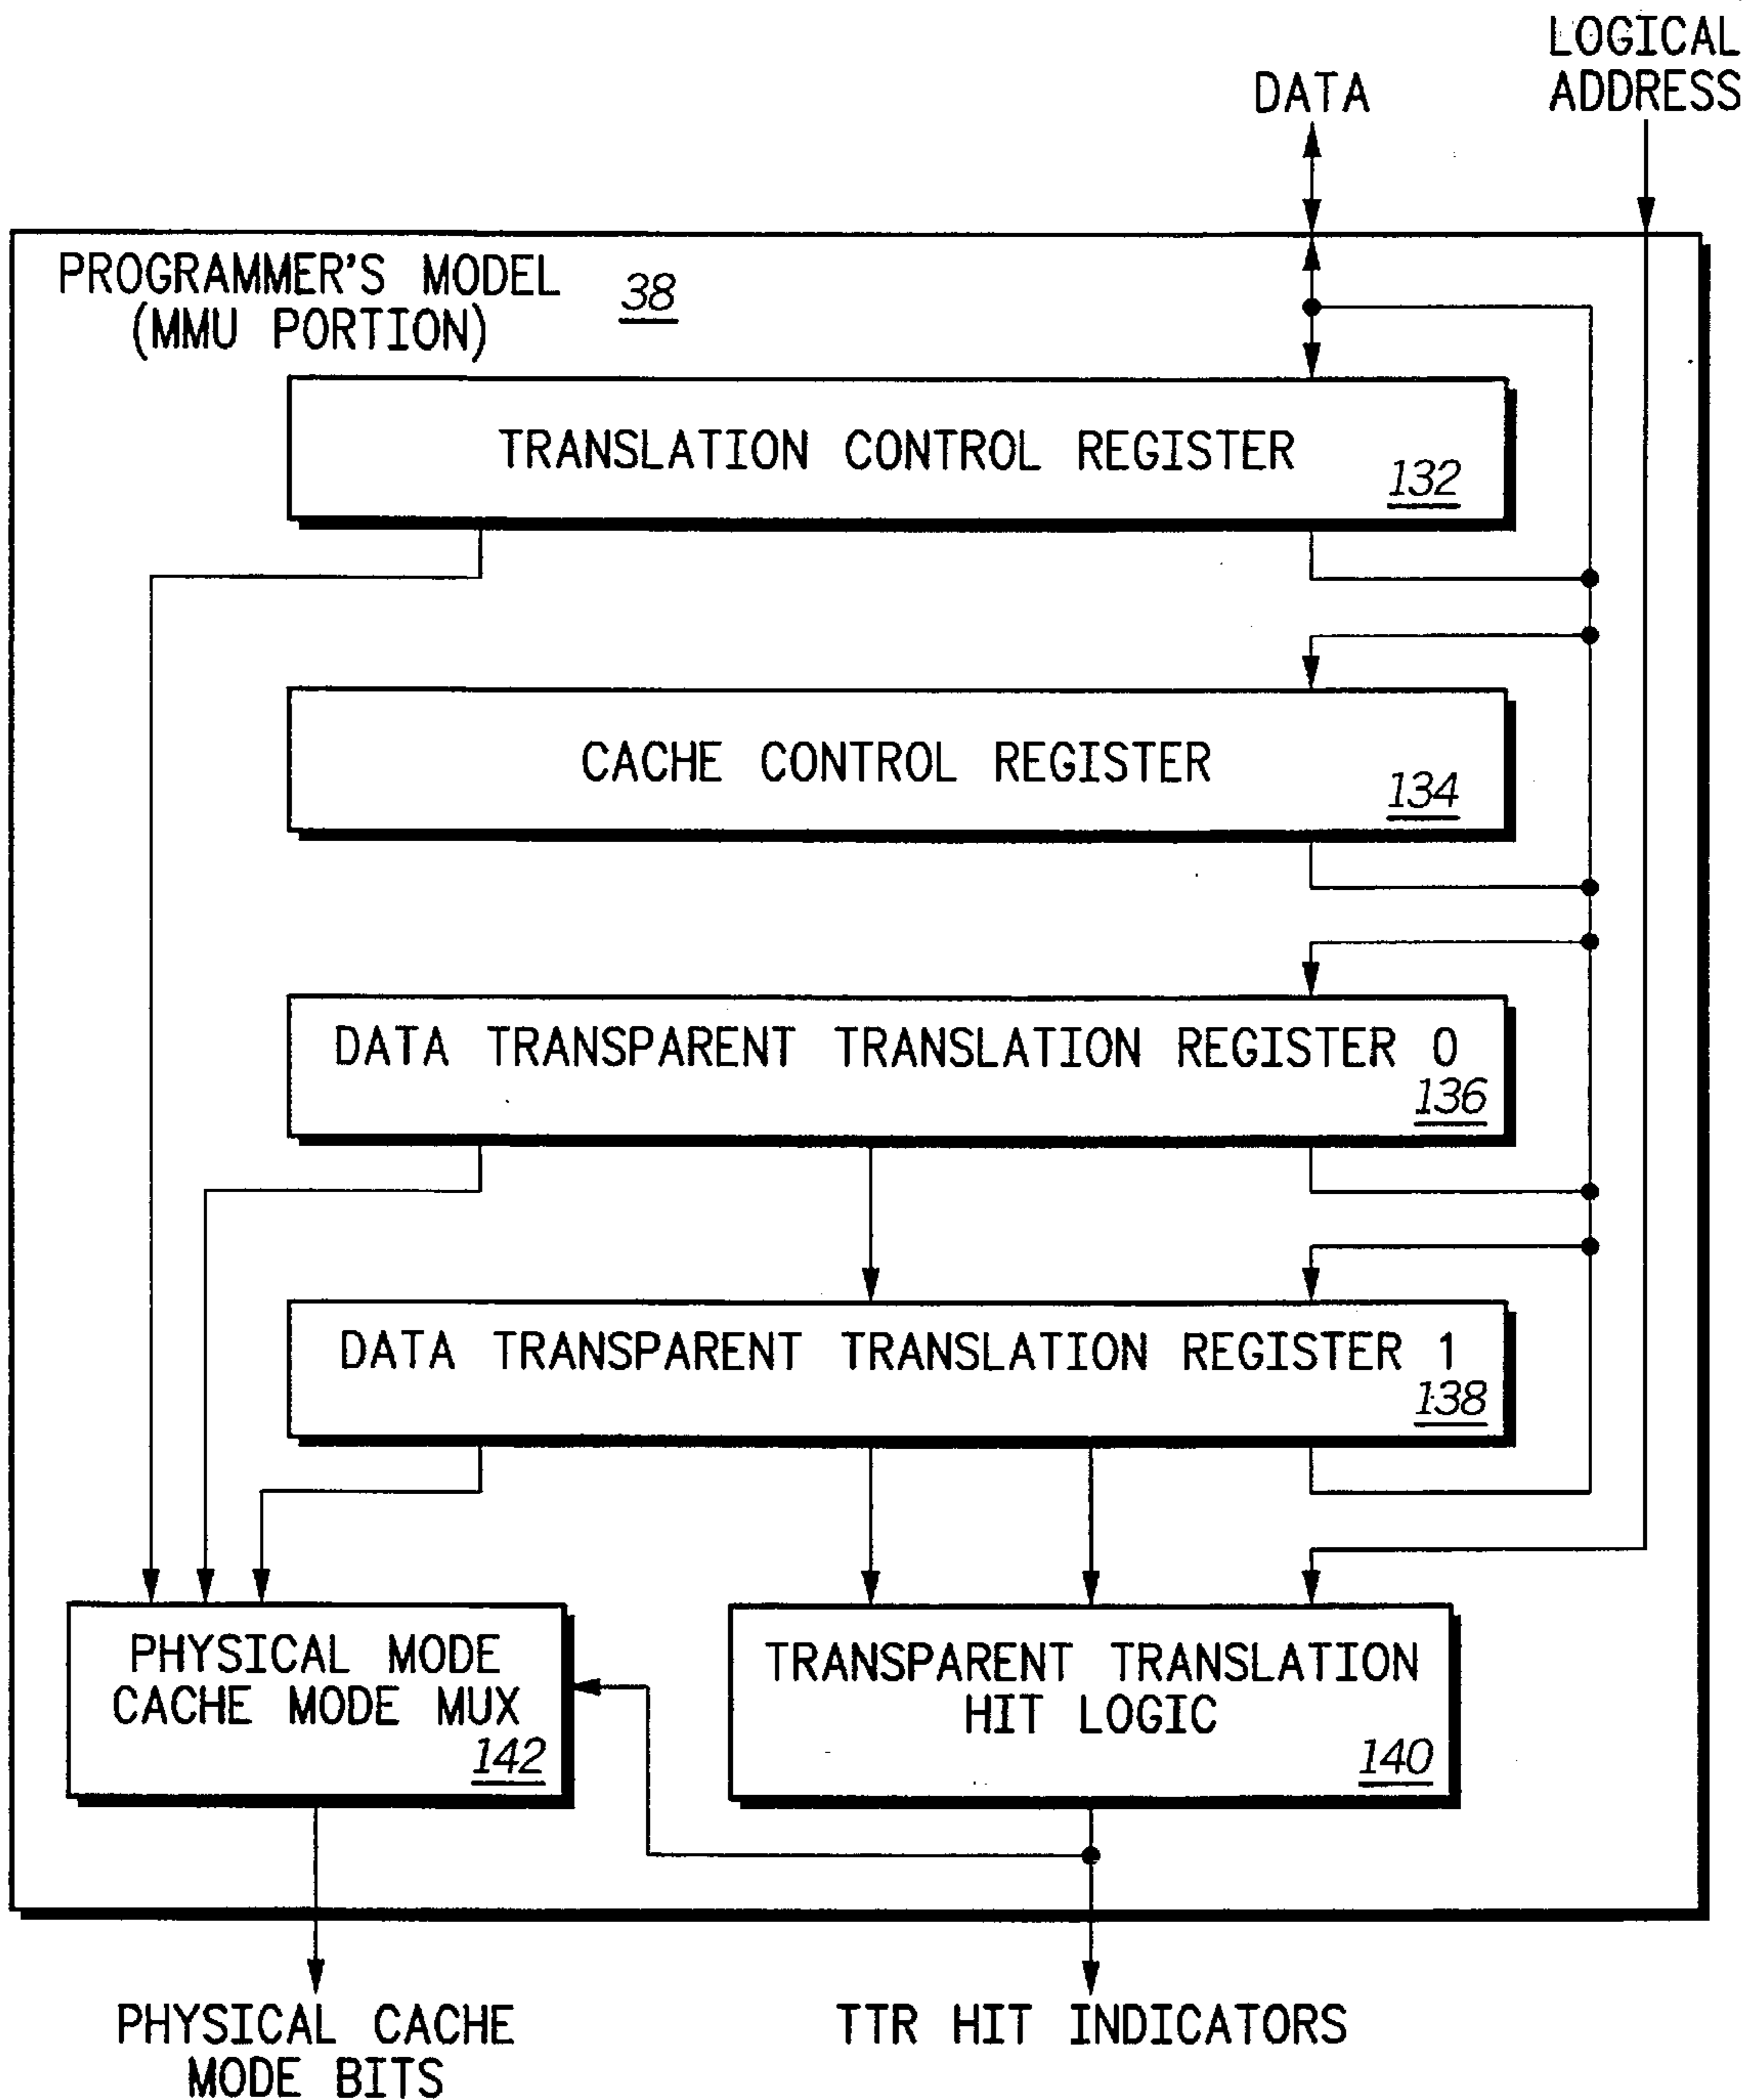 LOGICAL
ADDRESS
DATA
PROGRAMMER'S MODEL
(MMU PORTION)
38
TRANSLATION CONTROL REGISTER
132
CACHE CONTROL REGISTER
134
DATA TRANSPARENT TRANSLATION REGISTER 0
136
DATA TRANSPARENT TRANSLATION REGISTER 1
138
PHYSICAL MODE
CACHE MODE MUX
142
TRANSPARENT TRANSLATION
HIT LOGIC
140
PHYSICAL CACHE
MODE BITS
TTR HIT INDICATORS